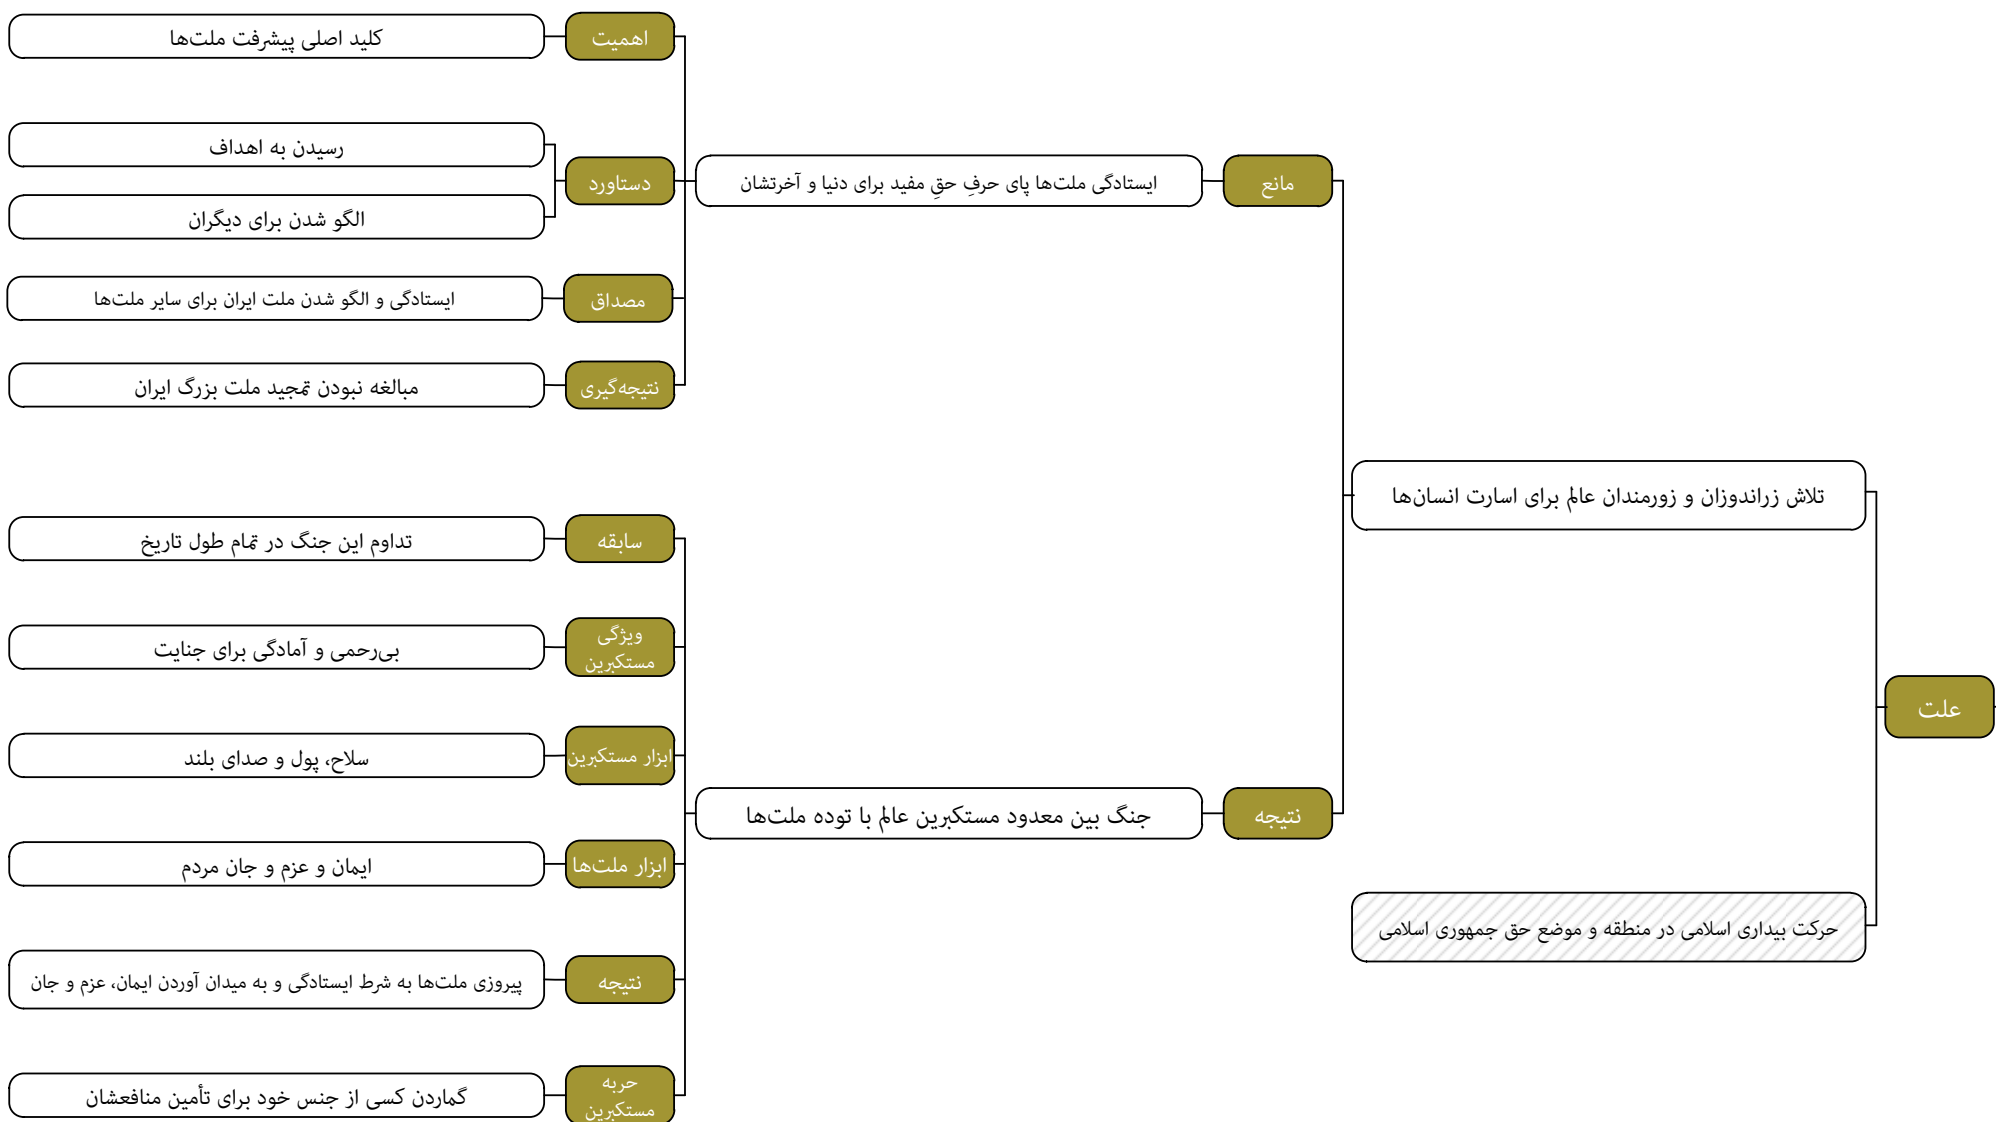 علت
تلاش زراندوزان و زورمندان عالم برای اسارت انسان‌ها
مانع
ایستادگی ملت‌ها پای حرفِ حقِ مفید برای دنیا و آخرتشان
اهمیت
کلید اصلی پیشرفت ملت‌ها
دستاورد
رسیدن به اهداف
الگو شدن برای دیگران
مصداق
ایستادگی و الگو شدن ملت ایران برای سایر ملت‌ها
نتیجه‌گیری
مبالغه نبودن تمجید ملت بزرگ ایران
نتیجه
جنگ بین معدود مستکبرین عالم با توده ملت‌ها
سابقه
تداوم این جنگ در تمام طول تاریخ
ویژگی
مستکبرین
بی‌رحمی و آمادگی برای جنایت
ابزار مستکبرین
سلاح، پول و صدای بلند
ابزار ملت‌ها
ایمان و عزم و جان مردم
نتیجه
پیروزی ملت‌ها به شرط ایستادگی و به میدان آوردن ایمان، عزم و جان
حربه
مستکبرین
گماردن کسی از جنس خود برای تأمین منافعشان
حرکت بیداری اسلامی در منطقه و موضع حق جمهوری اسلامی